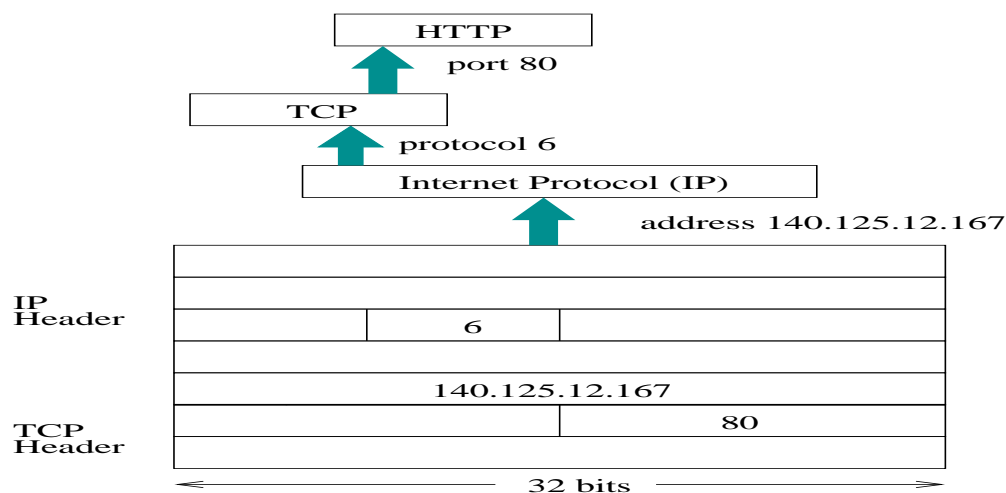 HTTP
port 80
TCP
protocol 6
Internet Protocol (IP)
address 140.125.12.167
IP
Header
6
140.125.12.167
TCP
Header
80
32 bits